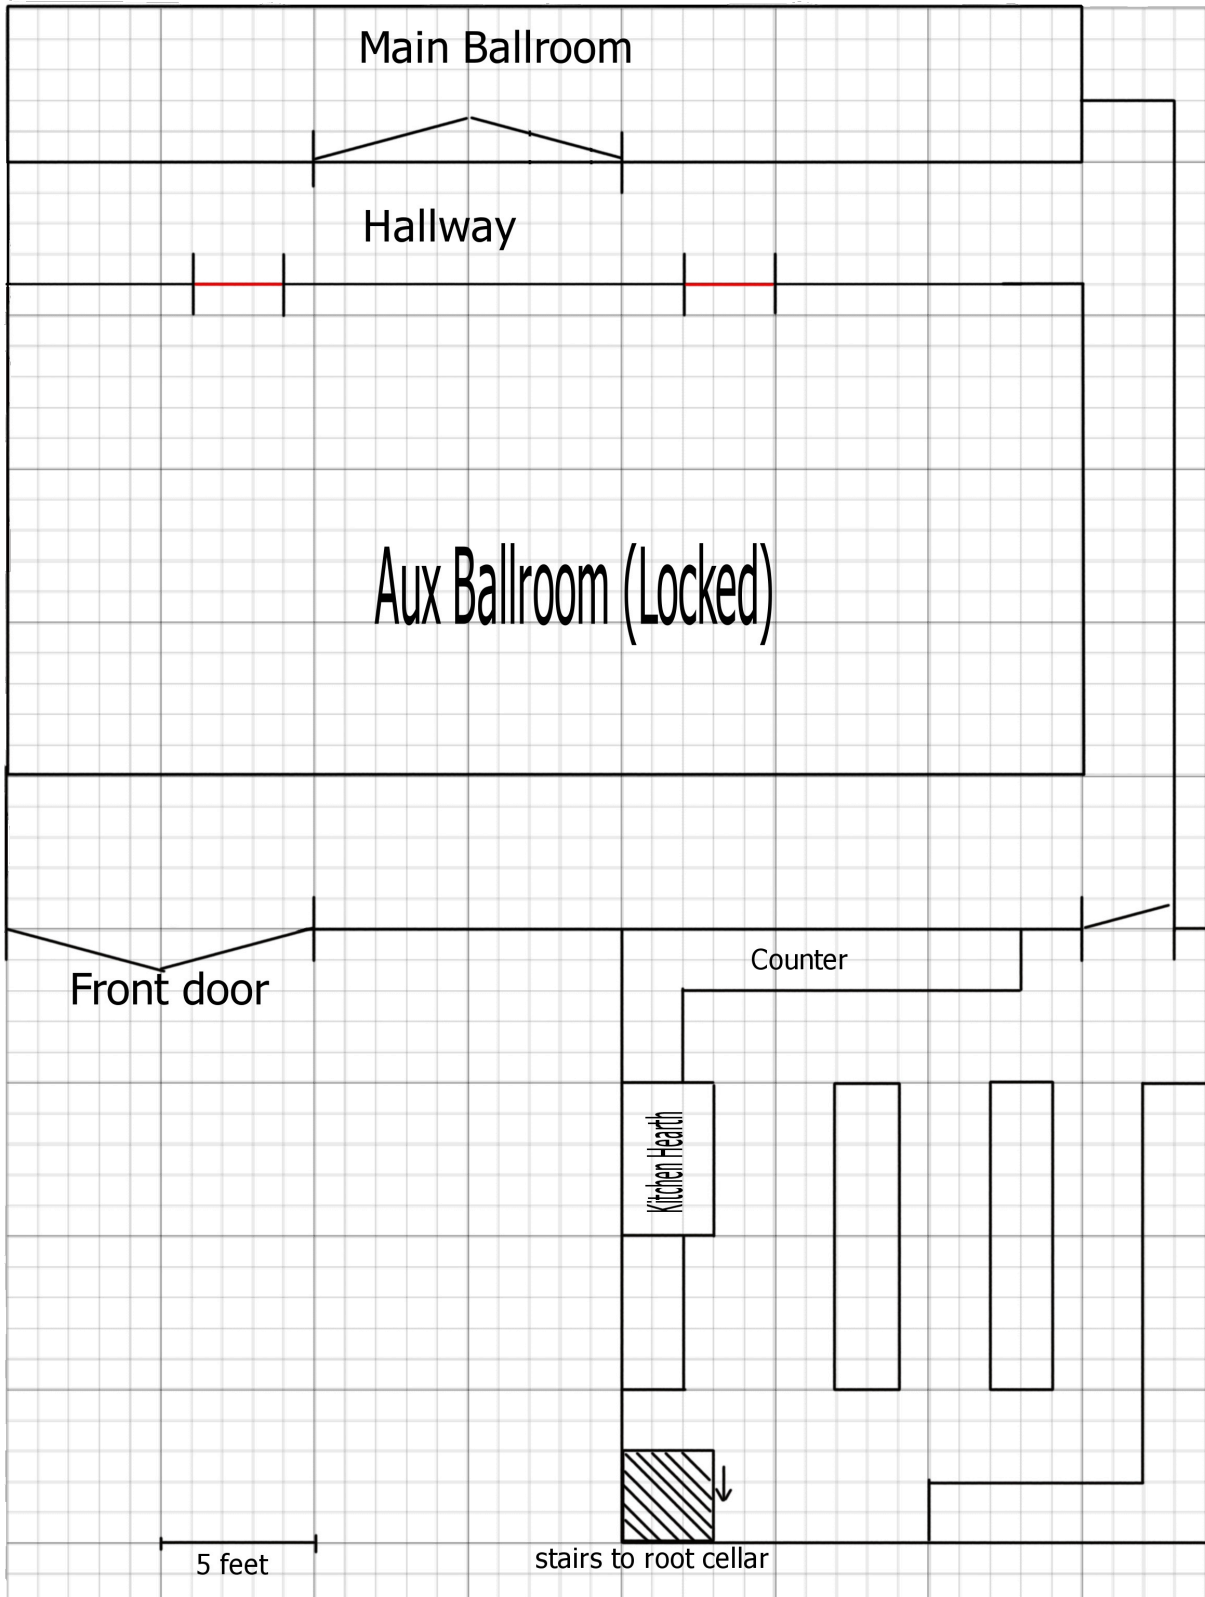 Main Ballroom
Hallway
Aux Ballroom (Locked)
Counter
Front door
Kitchen Hearth
5 feet
stairs to root cellar